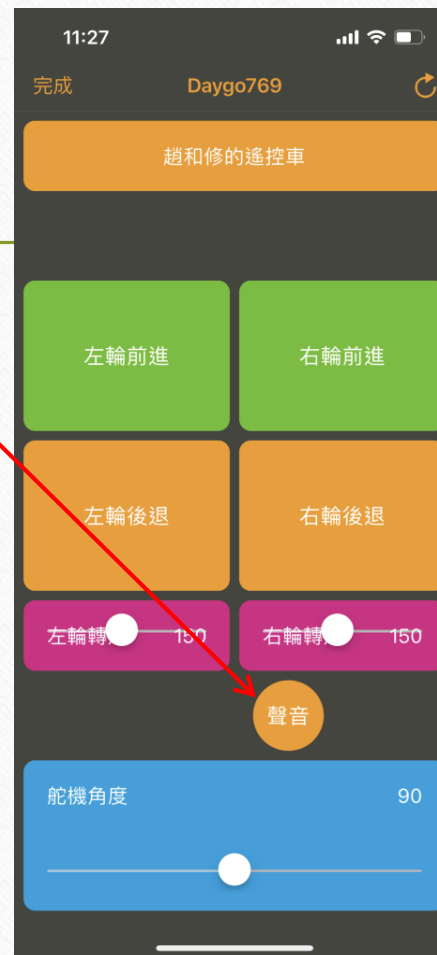 11:27
完成 Daygo769
趙和修的遙控車
左輪前進 右輪前進
左輪後退 右輪後退
左輪轉 150 右輪轉 150
聲音
舵機角度 90